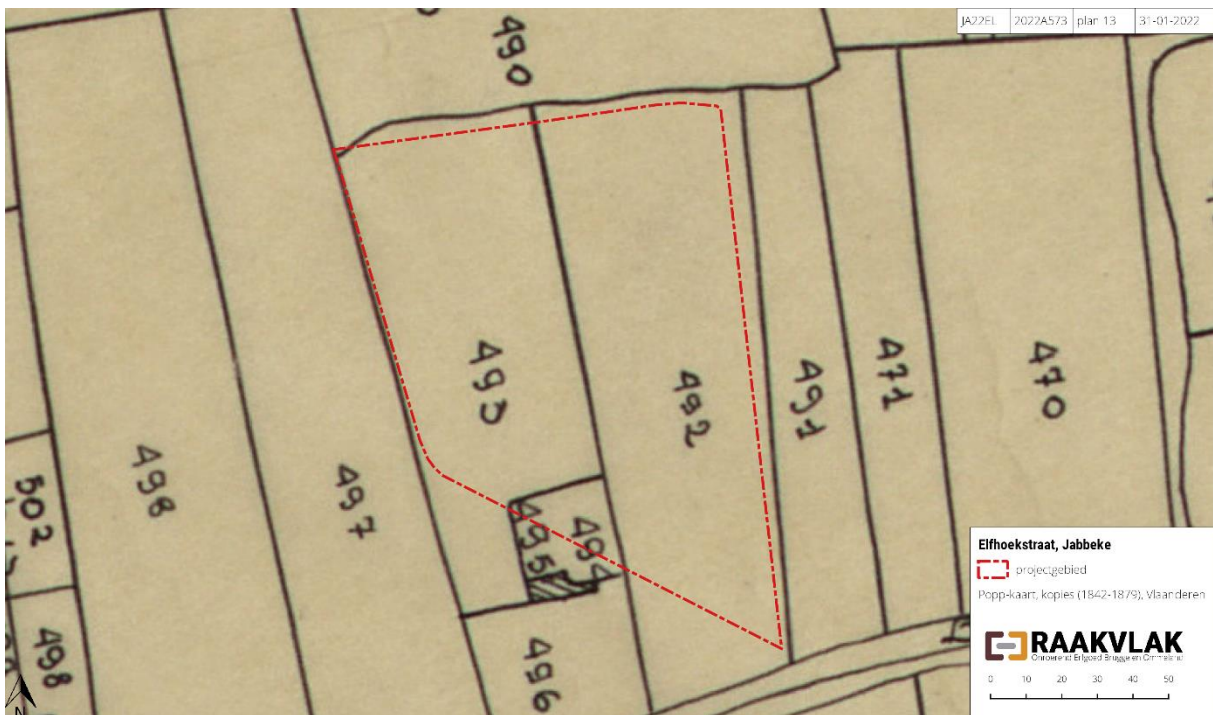 JA22EL 2022A573 plan 13 31-01-2022
490
493
492
491
471
470
498
497
502
495
494
498
496
N
Elfhoekstraat, Jabbeke
projectgebied
Popp-kaart, kopies (1842-1879), Vlaanderen
RAAKVLAK
Onroerend Erfgoed Brugge en Ommeland
0 10 20 30 40 50